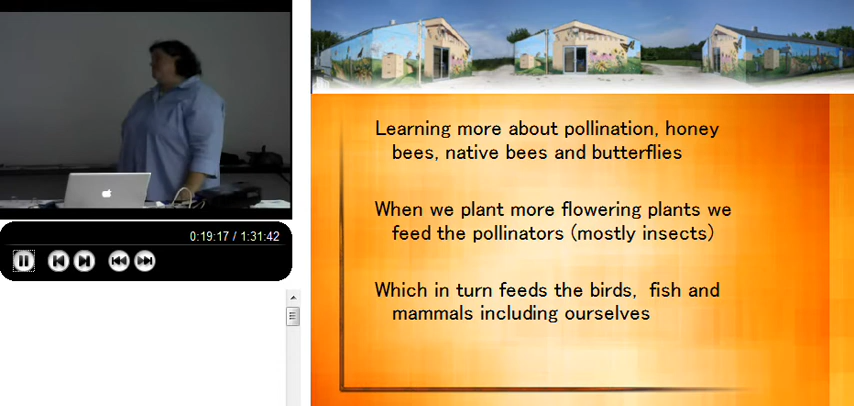 0:19:17 / 1:31:42
Learning more about pollination, honey
bees, native bees and butterflies
When we plant more flowering plants we
feed the pollinators (mostly insects)
Which in turn feeds the birds, fish and
mammals including ourselves